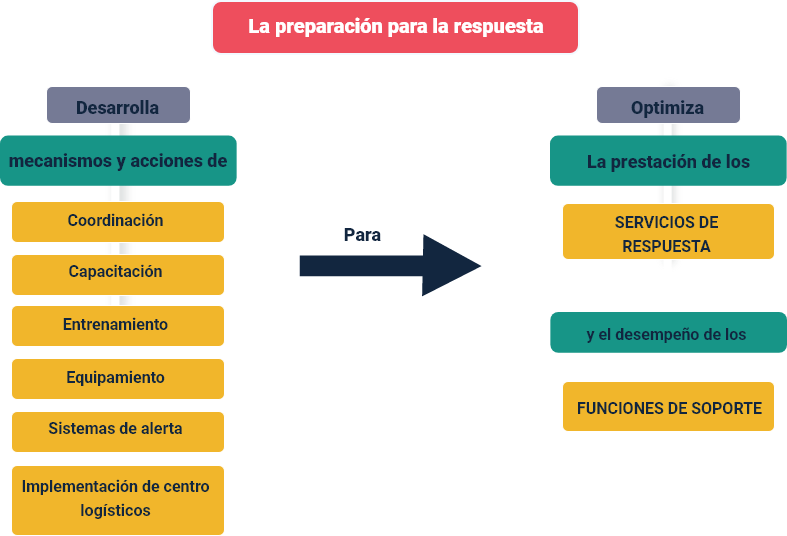 La preparación para la respuesta
Desarrolla
mecanismos y acciones de
Coordinación
Capacitación
Entrenamiento
Equipamiento
Sistemas de alerta
Implementación de centro
logísticos
Para
Optimiza
La prestación de los
SERVICIOS DE
RESPUESTA
y el desempeño de los
FUNCIONES DE SOPORTE